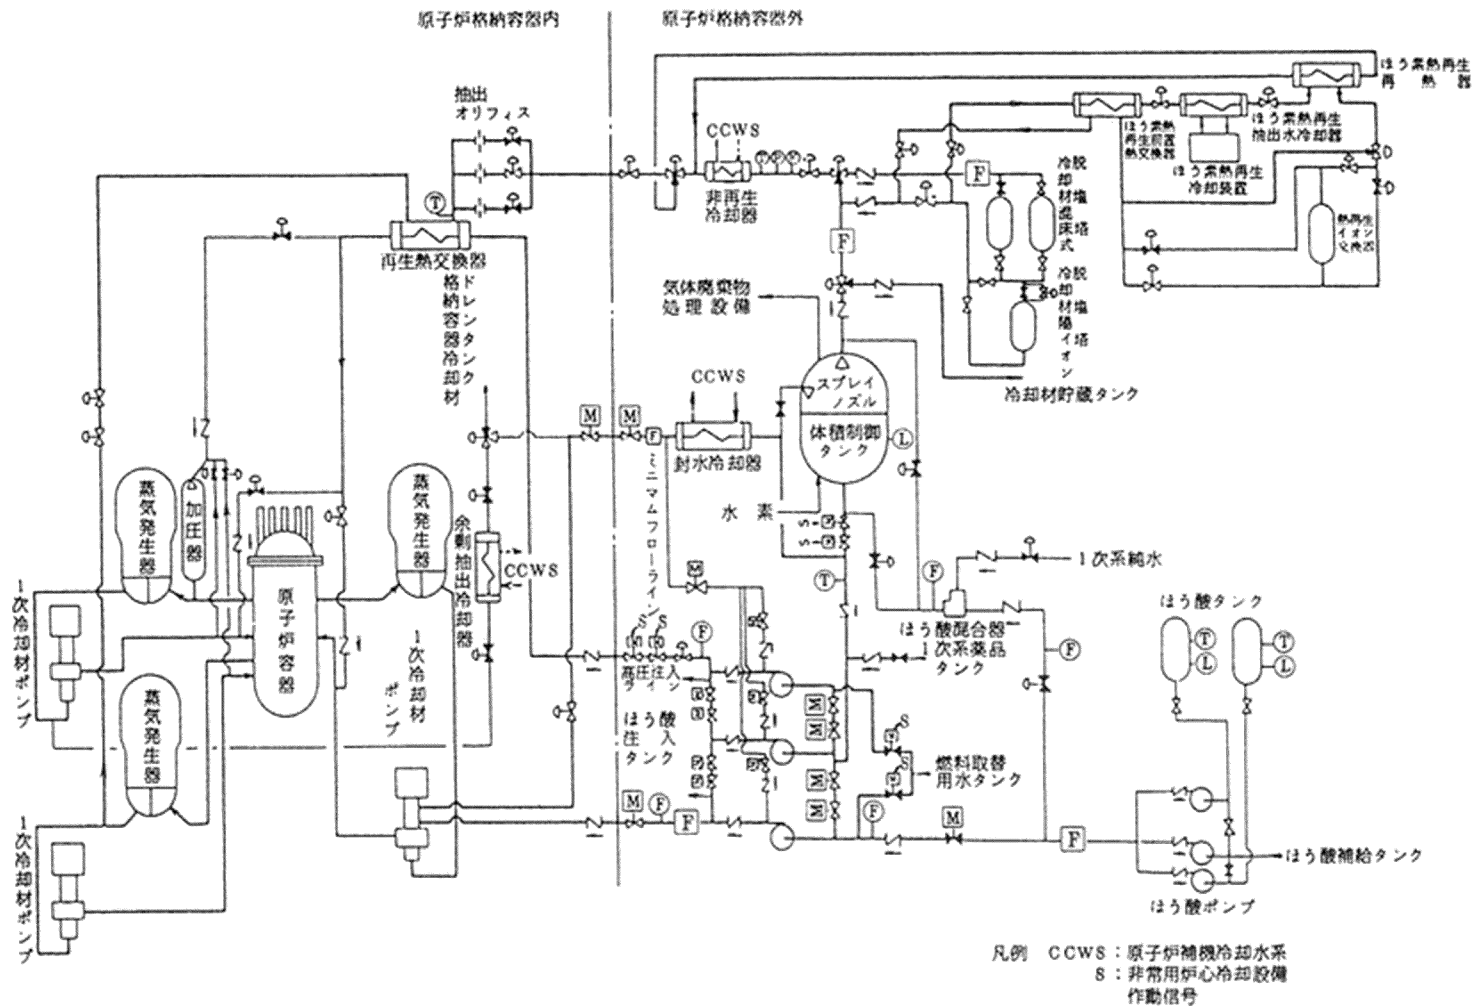 原子炉格納容器内
原子炉格納容器外
ほう素熱再生
再熱器
抽出
オリフィス
CCWS
非再生
冷却器
ほう素熱
再生前置
熱交換器
ほう素熱再生
抽出水冷却器
ほう素熱再生
冷却装置
冷却材混床式
脱塩塔
熱再生
イオン
交換器
T
F
F
再生熱交換器
格納容器冷却材
ドレンタンク
気体廃棄物
処理設備
冷却材陽イオン
脱塩塔
冷却材貯蔵タンク
CCWS
スプレイ
ノズル
体積制御
タンク
L
M
M
F
封水冷却器
ミニマムフローライン
水素
S
S
蒸気発生器
加圧器
蒸気発生器
余剰抽出冷却器
CCWS
原子炉容器
1次冷却材ポンプ
M
T
F
1次系純水
ほう酸混合器
1次系薬品
タンク
F
ほう酸タンク
T
L
T
L
S
S
F
高圧注入
ライン
1次冷却材
ポンプ
蒸気発生器
ほう酸
注入
タンク
M
M
M
M
S
S
燃料取替
用水タンク
1次冷却材ポンプ
M
F
F
F
M
F
ほう酸補給タンク
ほう酸ポンプ
凡例 CCWS:原子炉補機冷却水系
S:非常用炉心冷却設備
作動信号